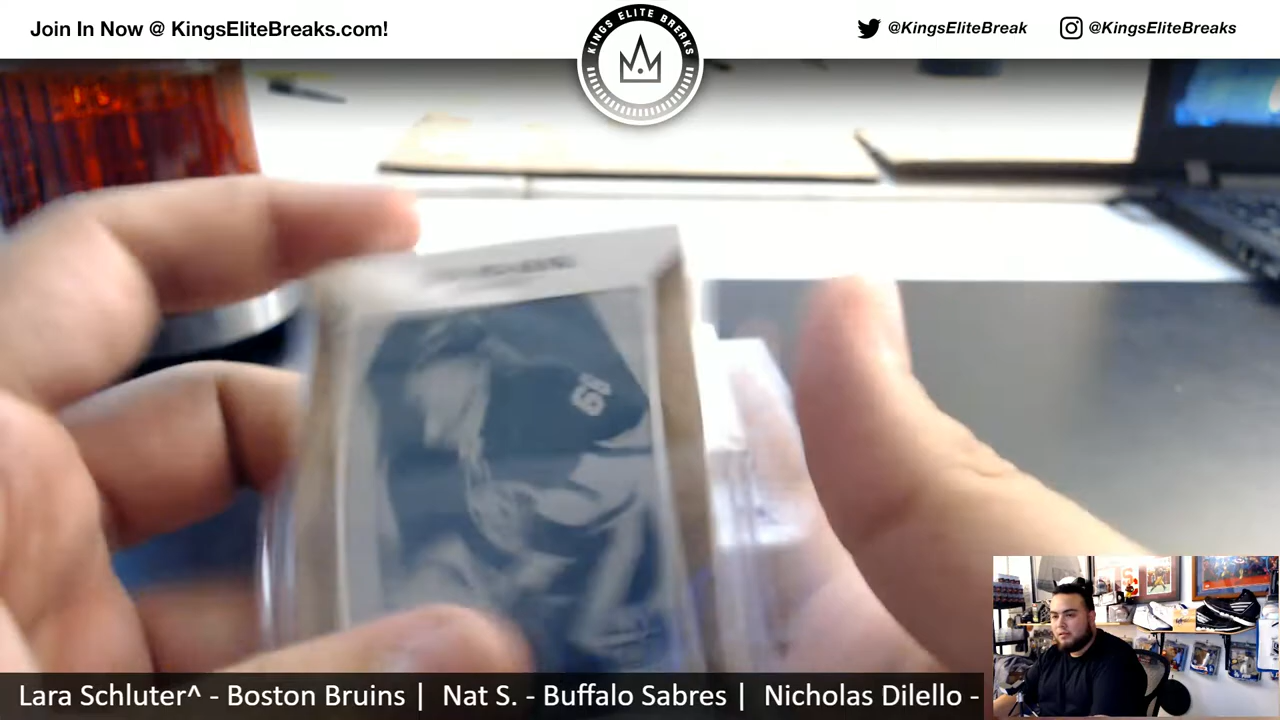 Join In Now @ KingsEliteBreaks.com!
KINGS ELITE BREAKS
@KingsEliteBreak
@KingsEliteBreaks
Lara Schluter^ - Boston Bruins | Nat S. - Buffalo Sabres | Nicholas Dilello -